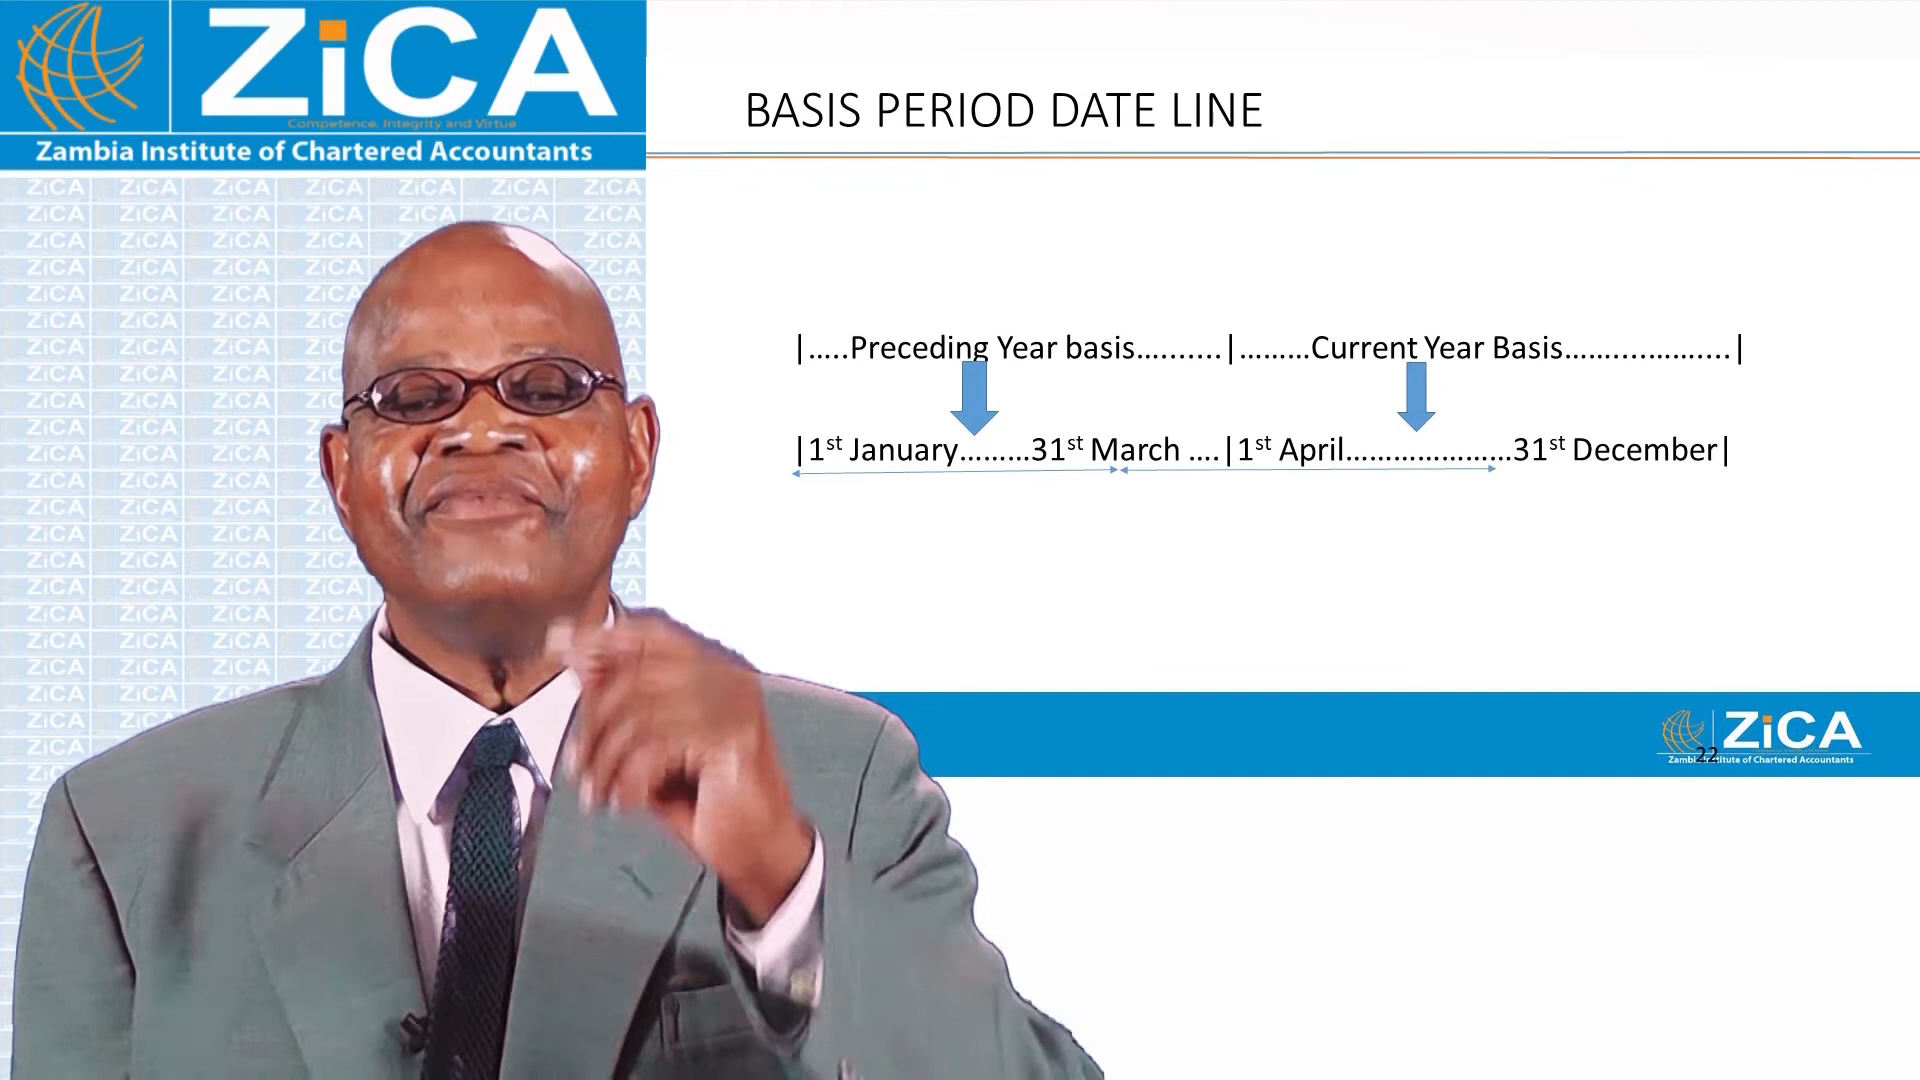 ZiCA
Competence, Integrity and Virtue
Zambia Institute of Chartered Accountants
BASIS PERIOD DATE LINE
|.....Preceding Year basis..........|.........Current Year Basis.....................|
|1st January.........31st March ....|1st April.....................31st December|
ZiCA
22